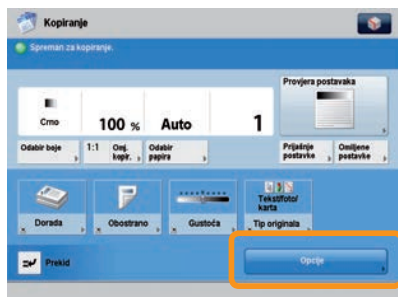 Kopiranje
Spreman za kopiranje.
Provjera postavaka
Crno
100 %
Auto
1
Odabir boje
1:1 Omj. kopir.
Odabir papira
Prijašnje postavke
Omiljene postavke
Dorada
Obostrano
Gustoća
Tekst/foto/
karta
Tip originala
Prekid
Opcije